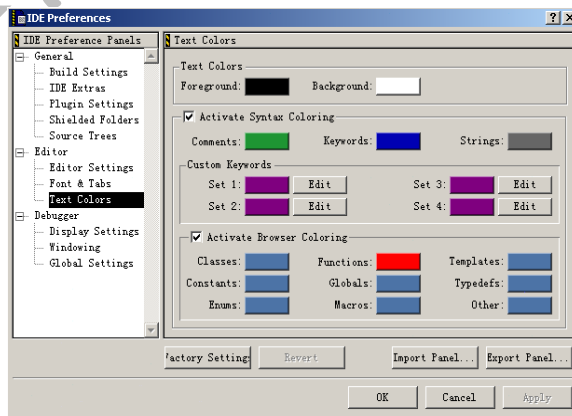 IDE Preferences
IDE Preference Panels
General
Build Settings
IDE Extras
Plugin Settings
Shielded Folders
Source Trees
Editor
Editor Settings
Font & Tabs
Text Colors
Debugger
Display Settings
Windowing
Global Settings
Text Colors
Text Colors
Foreground: Background:
Activate Syntax Coloring
Comments: Keywords: Strings:
Custom Keywords
Set 1: Edit Set 3: Edit
Set 2: Edit Set 4: Edit
Activate Browser Coloring
Classes: Functions: Templates:
Constants: Globals: Typedefs:
Enums: Macros: Other:
Factory Settings Revert Import Panel... Export Panel...
OK Cancel Apply